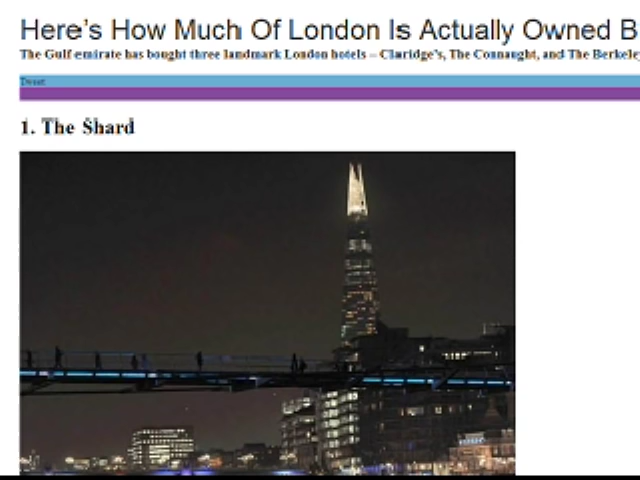 Here's How Much Of London Is Actually Owned B
The Gulf emirate has bought three landmark London hotels – Claridge's, The Connaught, and The Berkeley
Tweet
1. The Shard